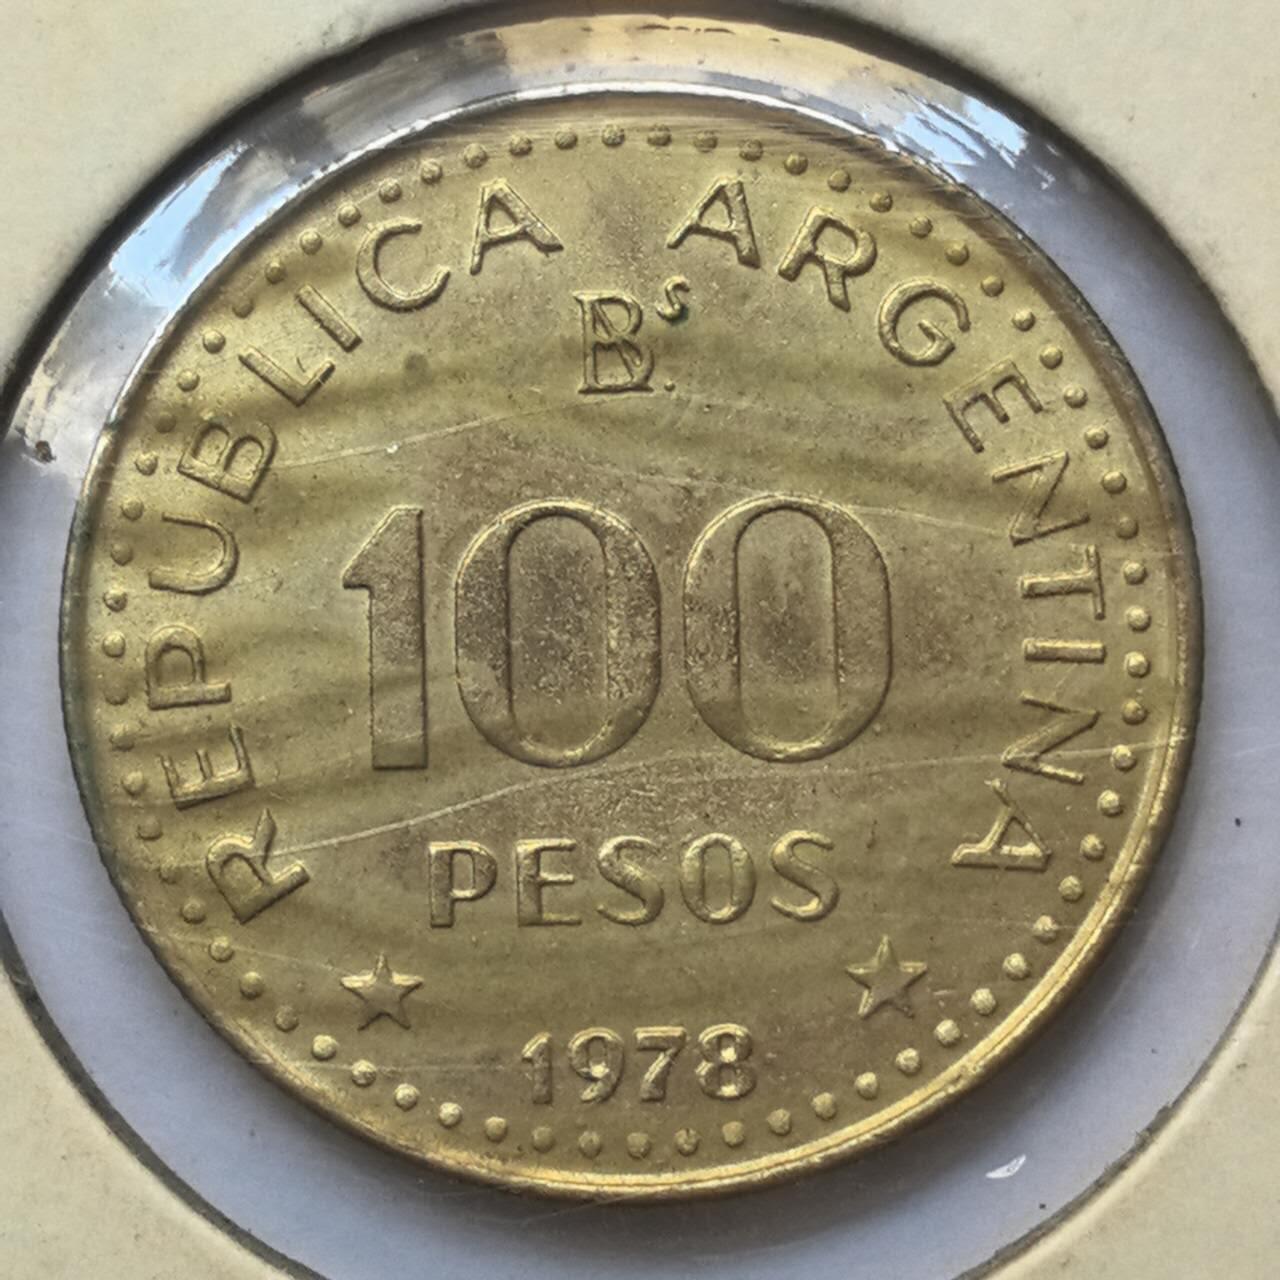 REPUBLICA ARGENTINA
Bs.
100
PESOS
1978